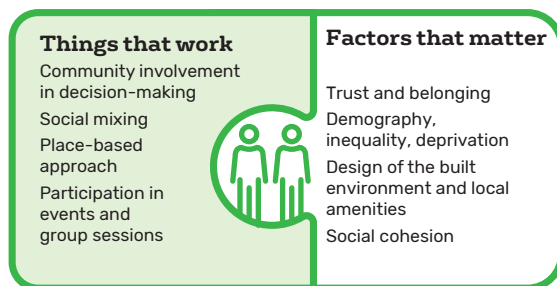 Things that work
Community involvement
in decision-making
Social mixing
Place-based
approach
Participation in
events and
group sessions
Factors that matter
Trust and belonging
Demography,
inequality, deprivation
Design of the built
environment and local
amenities
Social cohesion